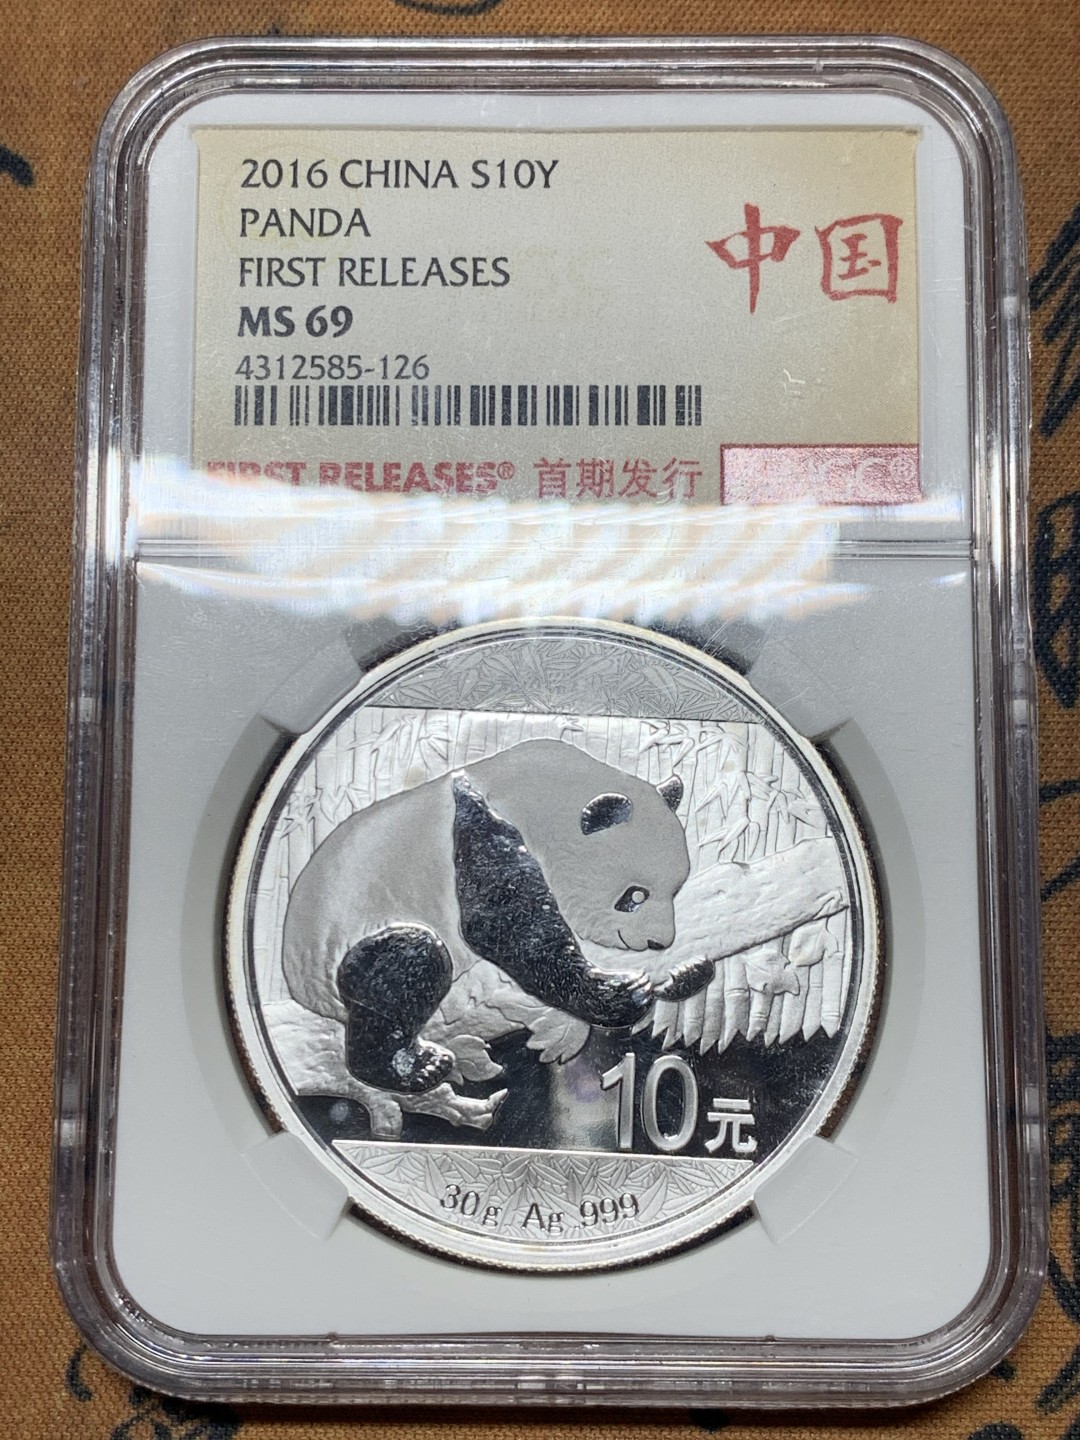 2016 CHINA S10Y
PANDA
FIRST RELEASES
MS 69
中国
4312585-126
FIRST RELEASES® 首期发行
NGC®
10元
30g Ag .999